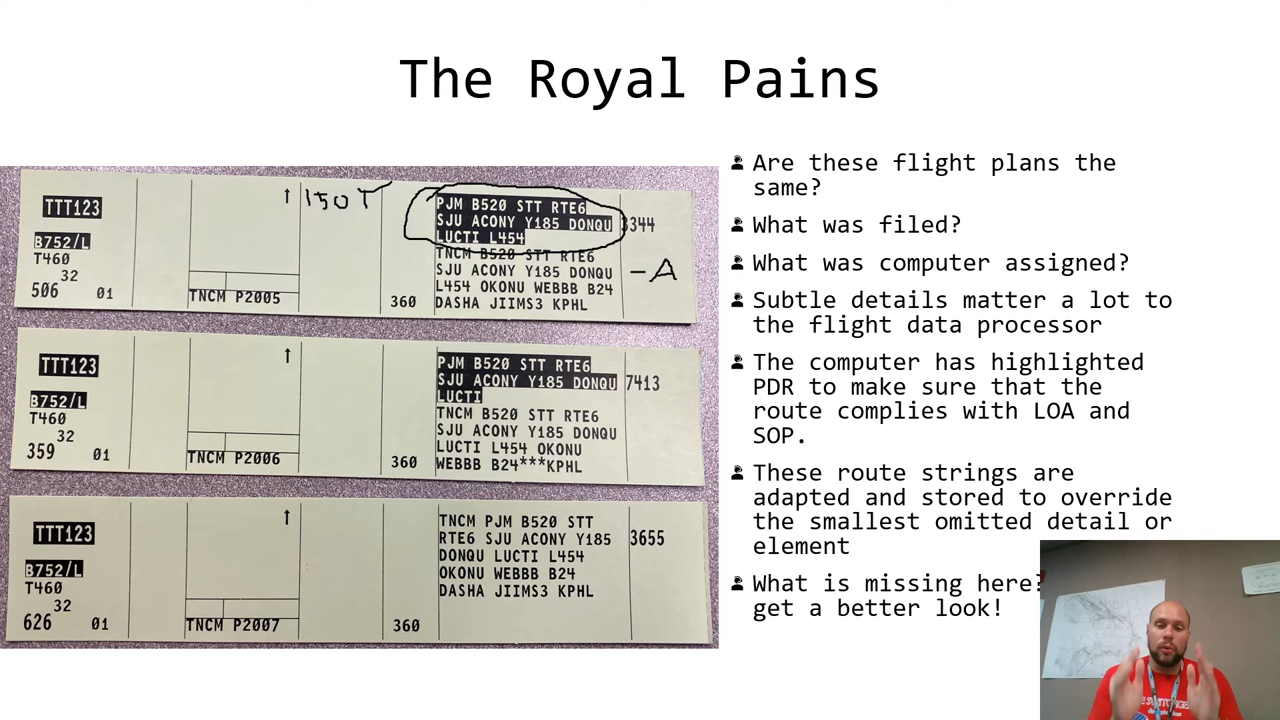 The Royal Pains
TTT123
B752/L
T460
32
506
01
↑
TNCM P2005
150T
360
PJM B520 STT RTE6
SJU ACONY Y185 DONQU
LUCTI L454
TNCM B520 STT RTE6
SJU ACONY Y185 DONQU
L454 OKONU WEBBB B24
DASHA JIIMS3 KPHL
3344
-A
TTT123
B752/L
T460
32
359
01
↑
TNCM P2006
360
PJM B520 STT RTE6
SJU ACONY Y185 DONQU
LUCTI
TNCM B520 STT RTE6
SJU ACONY Y185 DONQU
LUCTI L454 OKONU
WEBBB B24***KPHL
7413
TTT123
B752/L
T460
32
626
01
↑
TNCM P2007
360
TNCM PJM B520 STT
RTE6 SJU ACONY Y185
DONQU LUCTI L454
OKONU WEBBB B24
DASHA JIIMS3 KPHL
3655
Are these flight plans the
same?
What was filed?
What was computer assigned?
Subtle details matter a lot to
the flight data processor
The computer has highlighted
PDR to make sure that the
route complies with LOA and
SOP.
These route strings are
adapted and stored to override
the smallest omitted detail or
element
What is missing here?
get a better look!